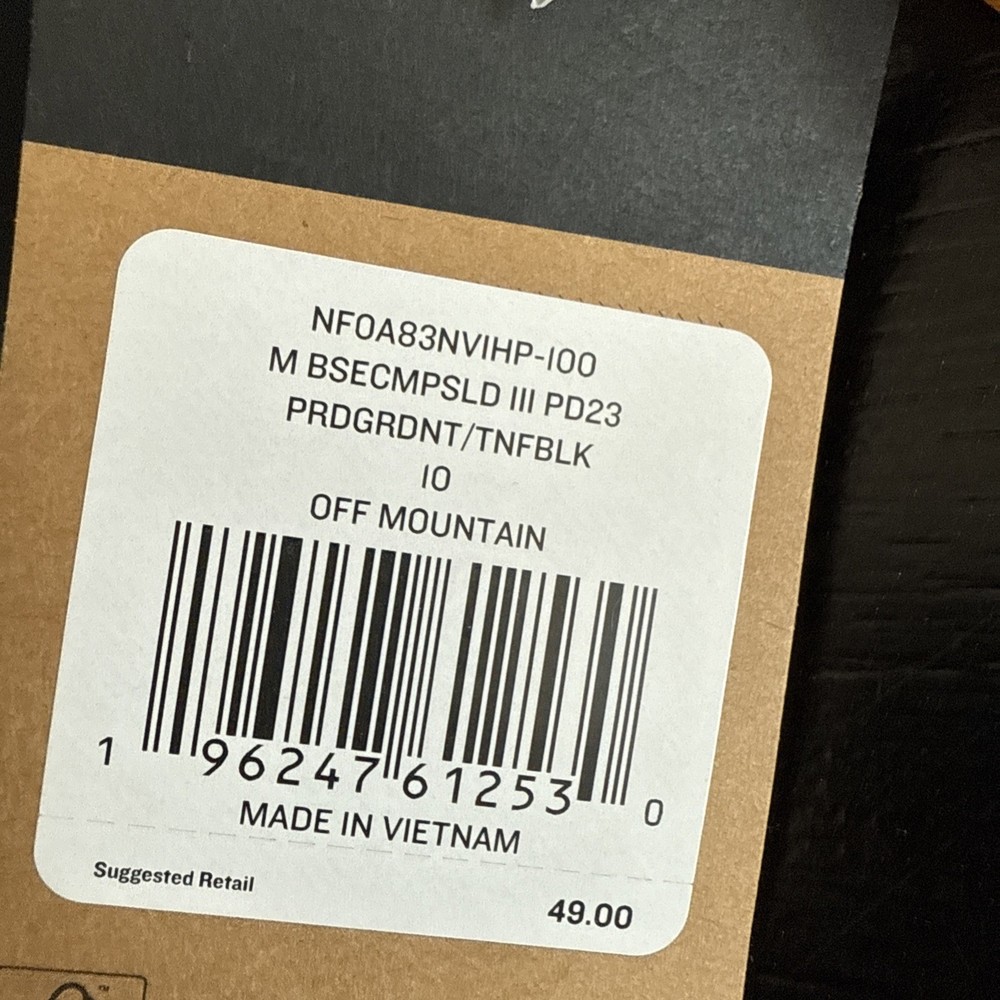 NF0A83NVIHP-100
M BSECMPSLD III PD23
PRDGRDNT/TNFBLK
10
OFF MOUNTAIN
1 96247 61253 0
MADE IN VIETNAM
Suggested Retail 49.00
TM